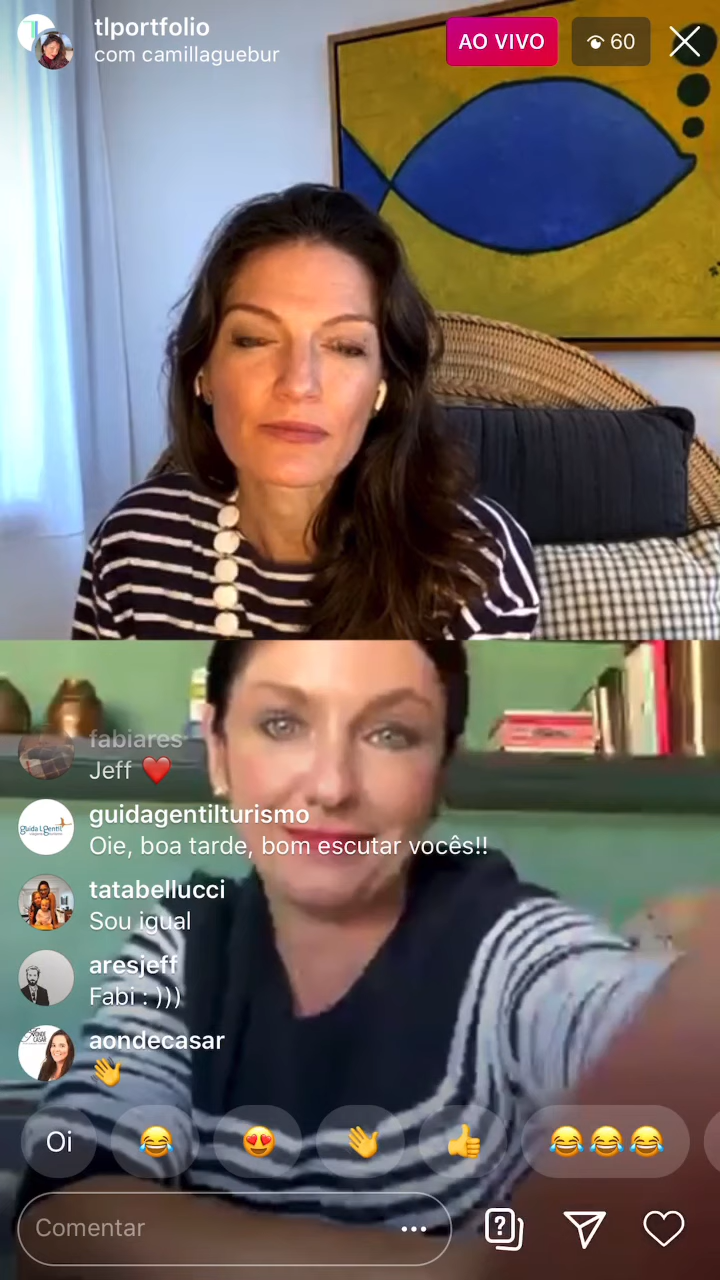 tlportfolio
com camillaguebur
AO VIVO
60
fabiares
Jeff ❤️
guidagentilturismo
Oie, boa tarde, bom escutar vocês!!
tatabellucci
Sou igual
aresjeff
Fabi : )))
aondecasar
👋
Oi 😂 😍 👋 👍 😂😂😂
Comentar